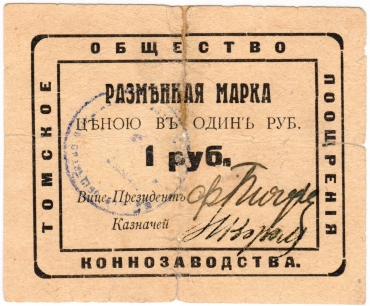 ОБЩЕСТВО
ТОМСКОЕ
ПООЩРЕНІЯ
РАЗМѢННАЯ МАРКА
ЦѢНОЮ ВЪ ОДИНЪ РУБ.
1 руб.
Вице-Президентъ
Казначей
КОННОЗАВОДСТВА.